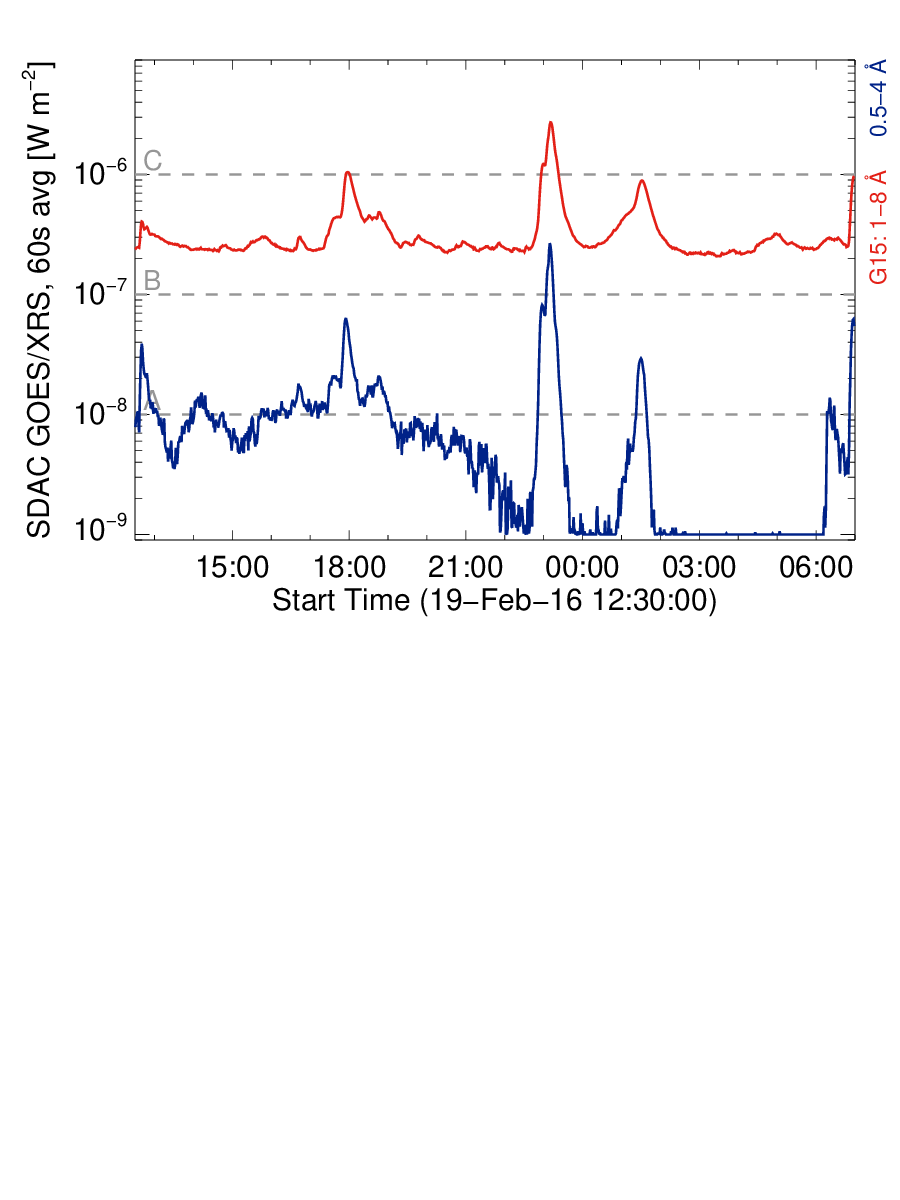 SDAC GOES/XRS, 60s avg [W m−2]
10−6
10−7
10−8
10−9
C
B
A
15:00 18:00 21:00 00:00 03:00 06:00
Start Time (19−Feb−16 12:30:00)
0.5−4 Å
G15: 1−8 Å